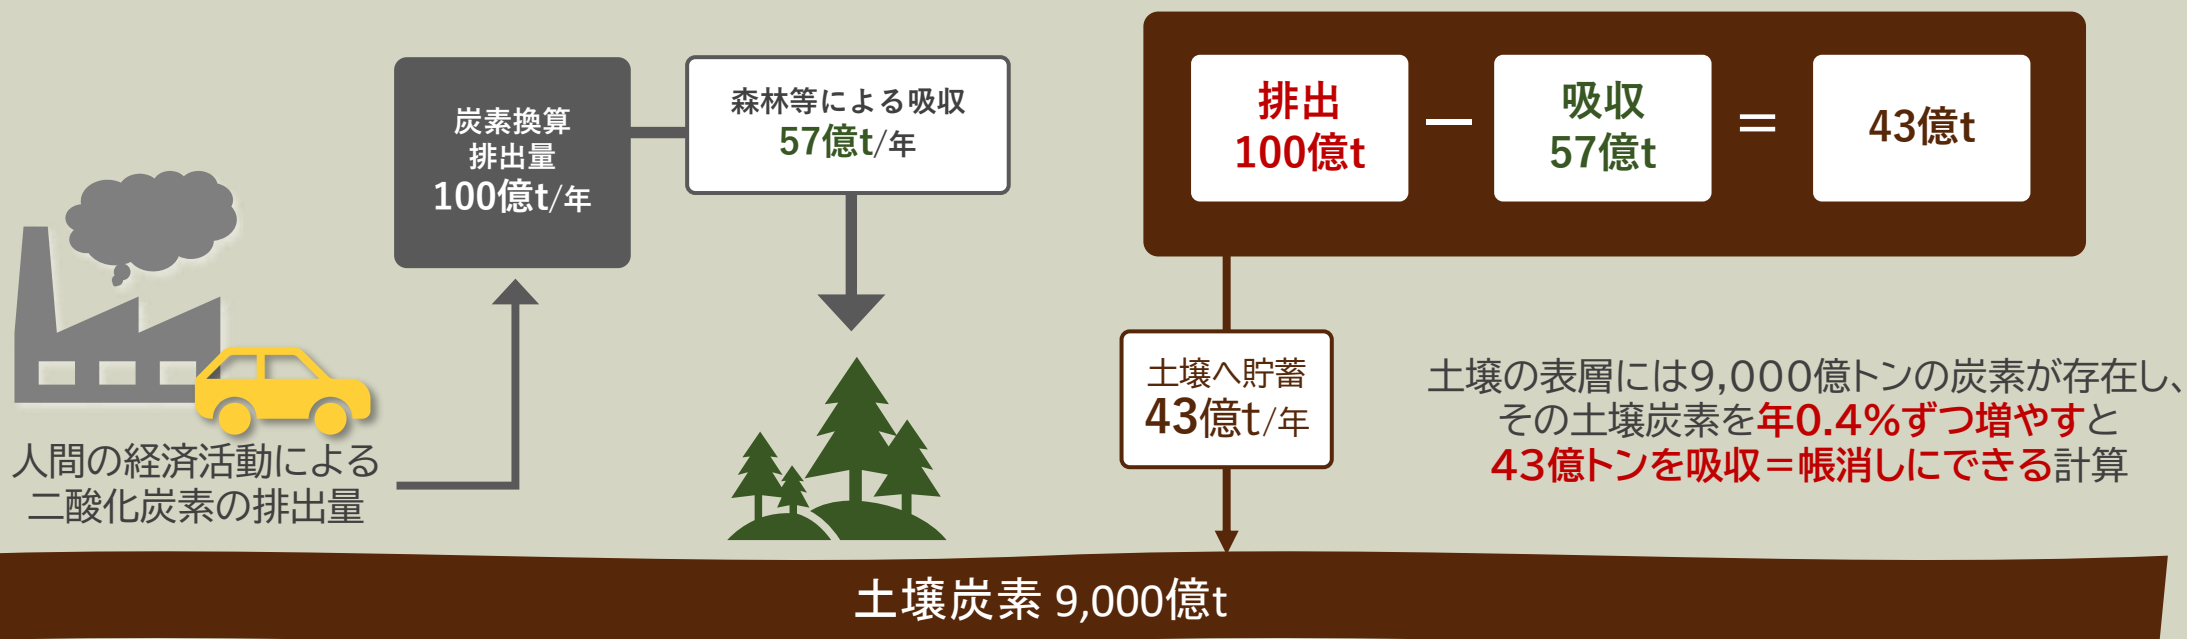 炭素換算
排出量
100億t/年
森林等による吸収
57億t/年
人間の経済活動による
二酸化炭素の排出量
排出
100億t
—
吸収
57億t
=
43億t
土壌へ貯蓄
43億t/年
土壌の表層には9,000億トンの炭素が存在し、
その土壌炭素を年0.4%ずつ増やすと
43億トンを吸収=帳消しにできる計算
土壌炭素 9,000億t